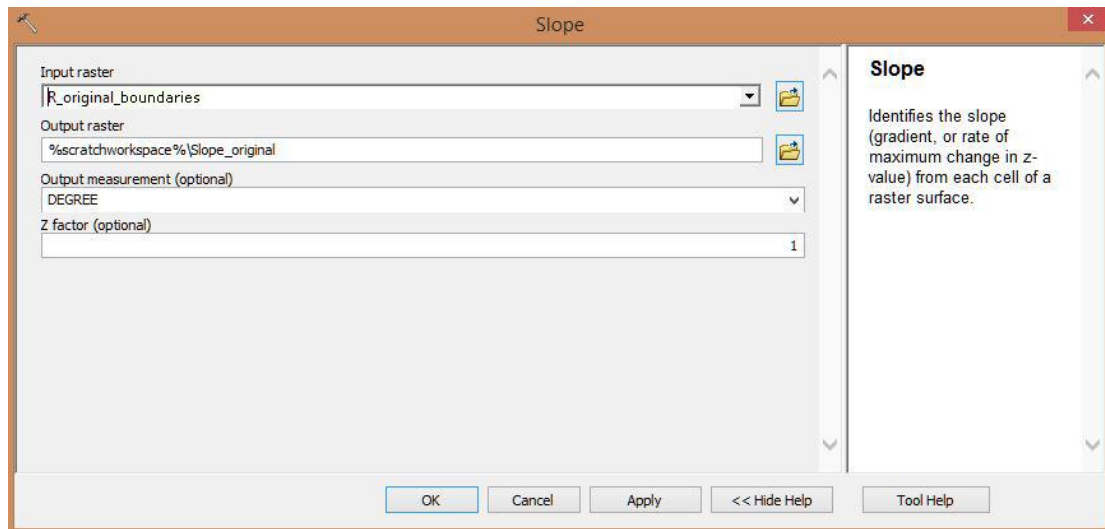 Slope
Input raster
R_original_boundaries
Output raster
%scratchworkspace%\Slope_original
Output measurement (optional)
DEGREE
Z factor (optional)
1
Slope
Identifies the slope
(gradient, or rate of
maximum change in z-
value) from each cell of a
raster surface.
OK
Cancel
Apply
<< Hide Help
Tool Help